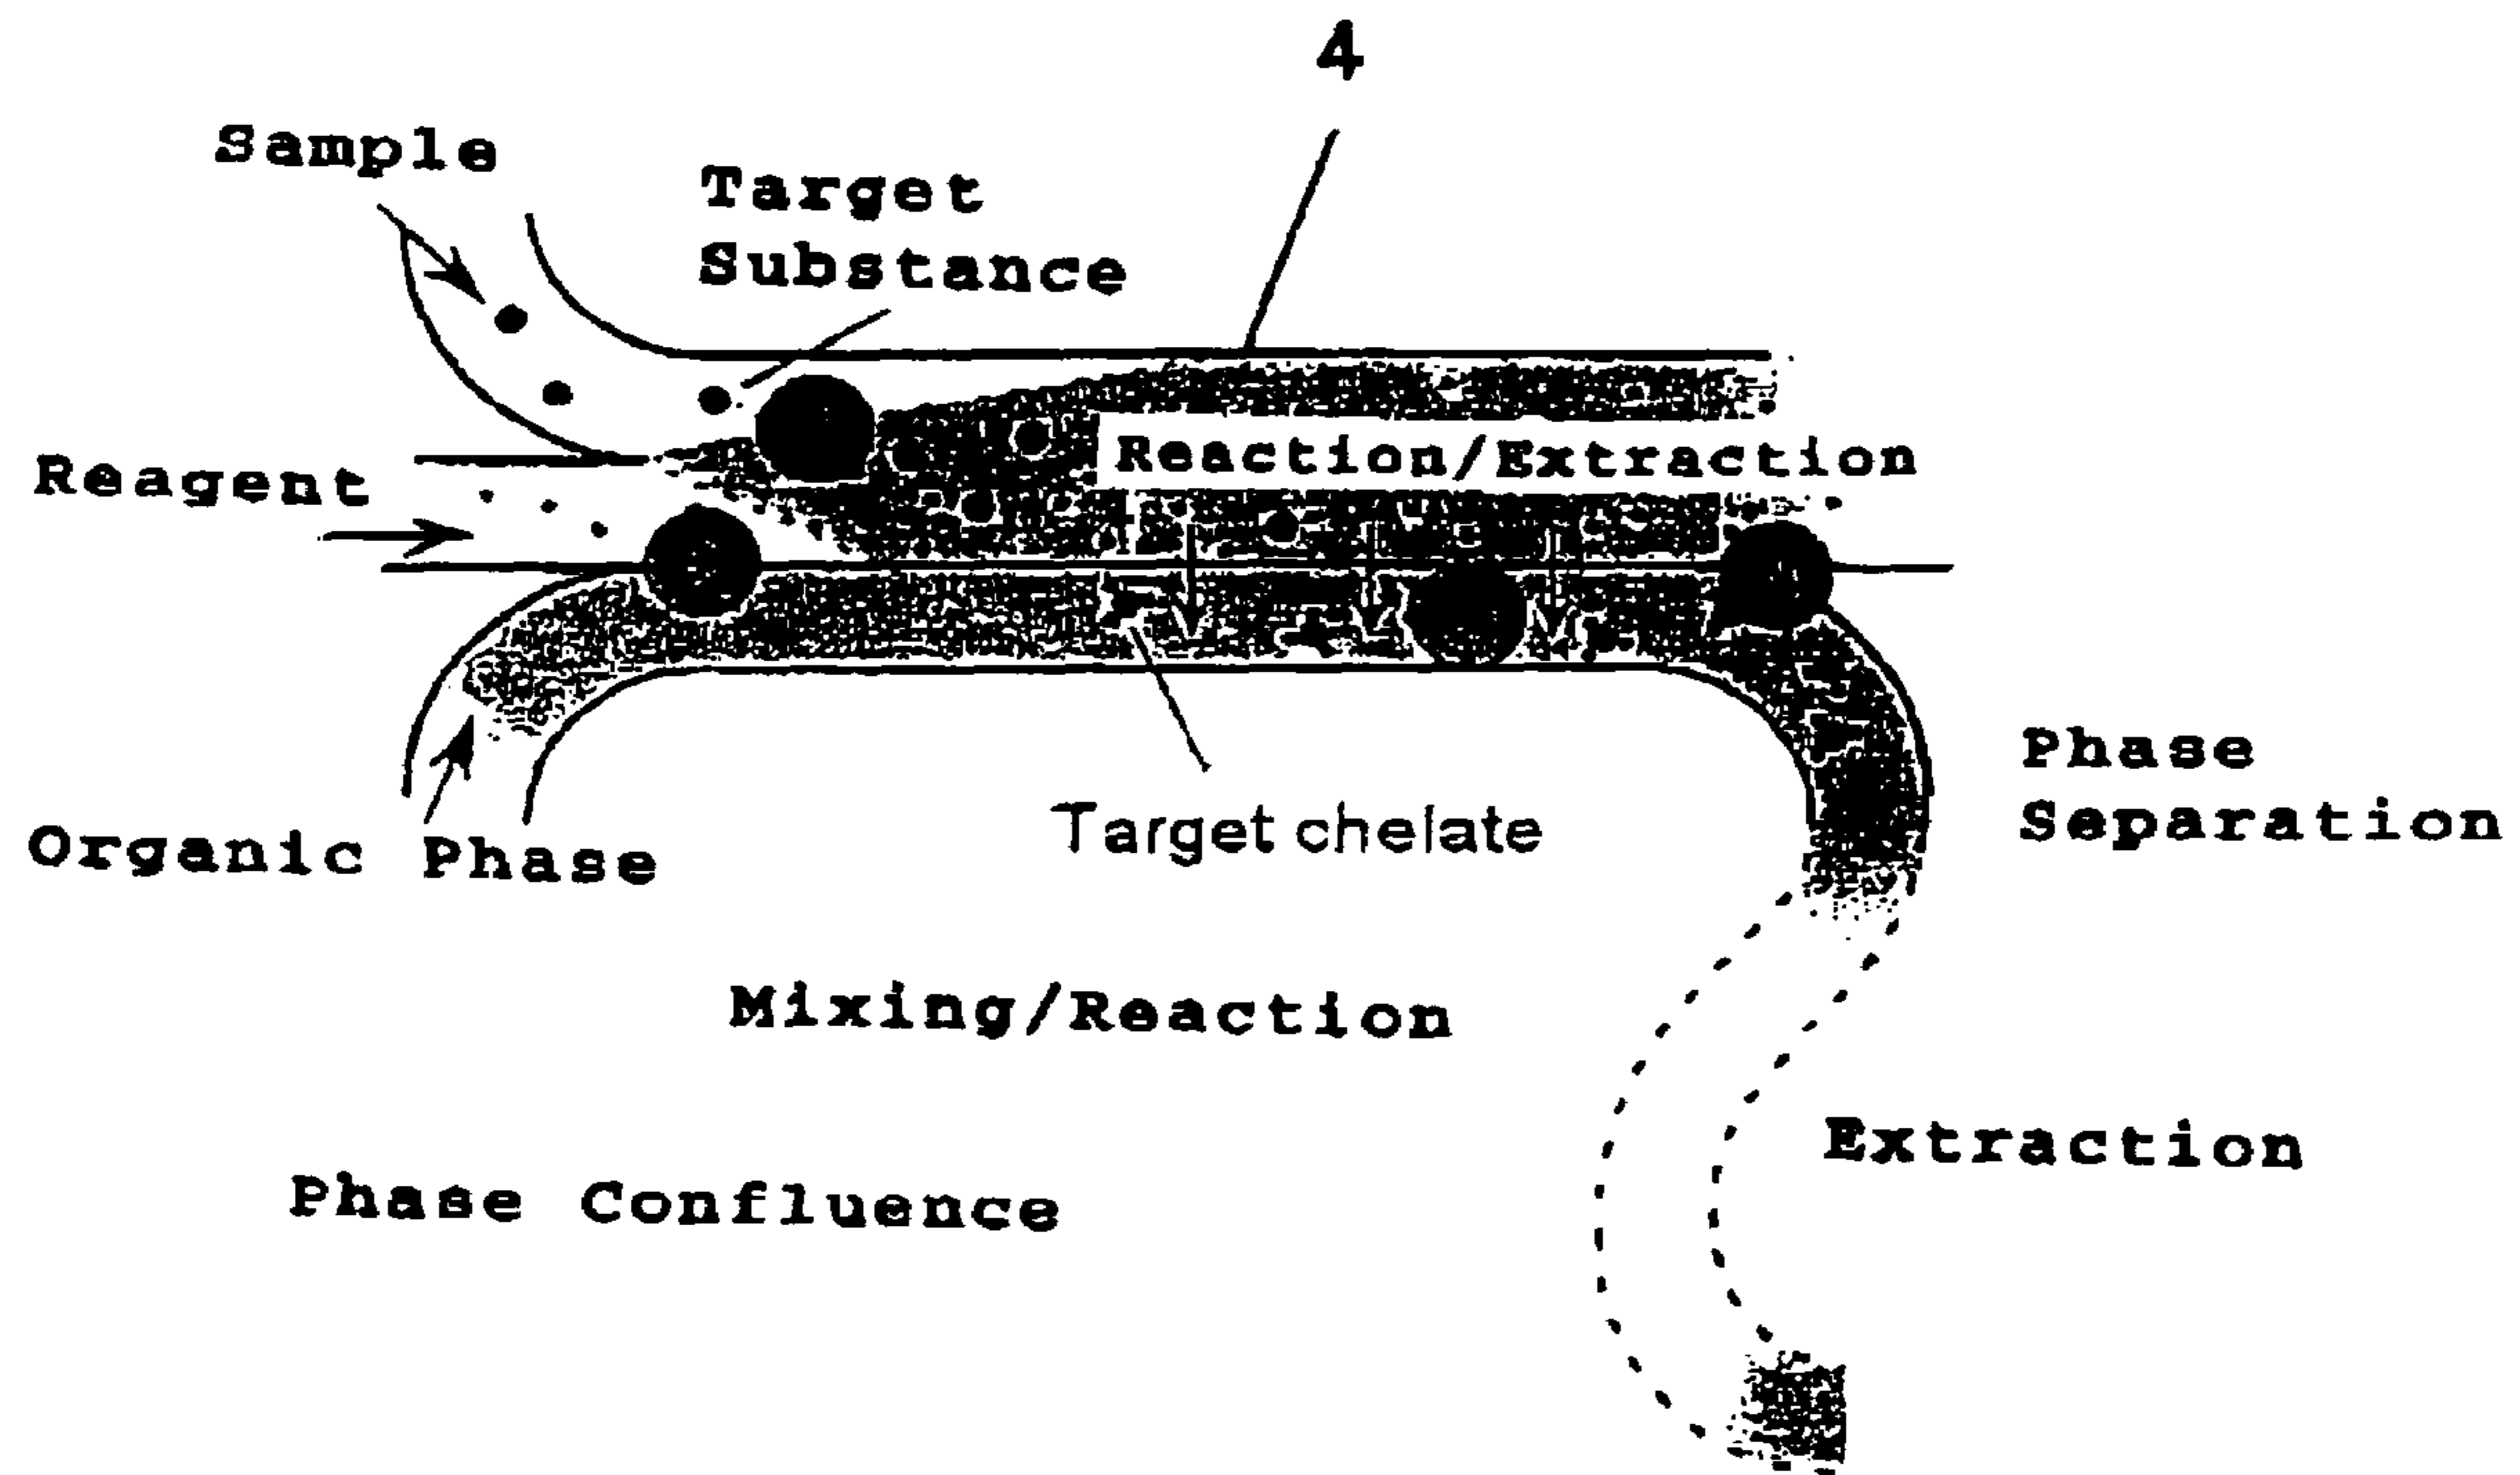 4
Sample
Target
Substance
Reagent
Reaction/Extraction
Organic Phase
Target chelate
Phase
Separation
Mixing/Reaction
Extraction
Phase Confluence